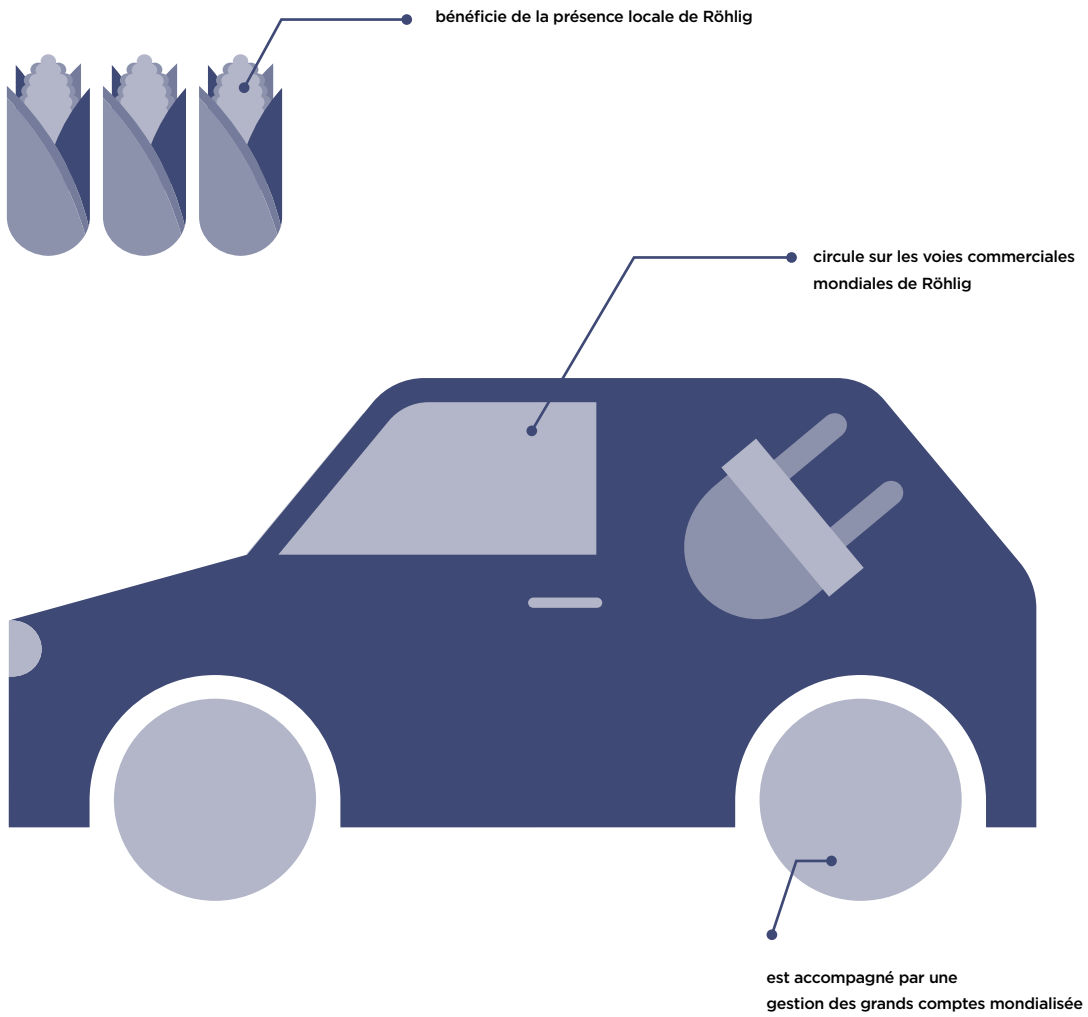 bénéficie de la présence locale de Röhlig
circule sur les voies commerciales
mondiales de Röhlig
est accompagné par une
gestion des grands comptes mondialisée